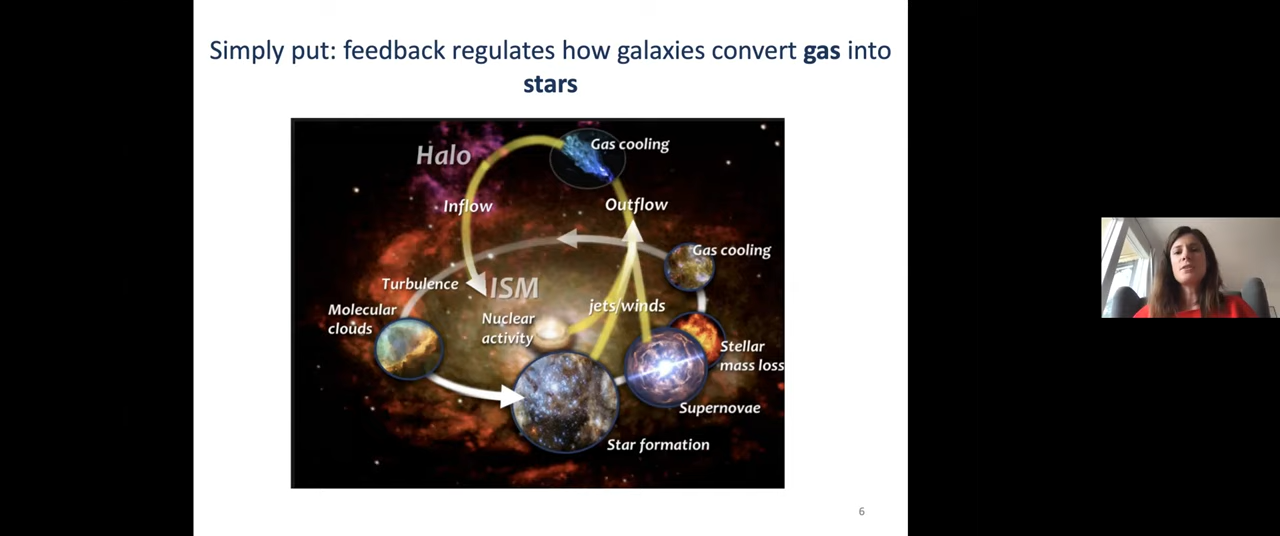 Simply put: feedback regulates how galaxies convert gas into
stars
Gas cooling
Halo
Inflow
Outflow
Gas cooling
Turbulence
ISM
jets/winds
Molecular
clouds
Nuclear
activity
Stellar
mass loss
Supernovae
Star formation
6